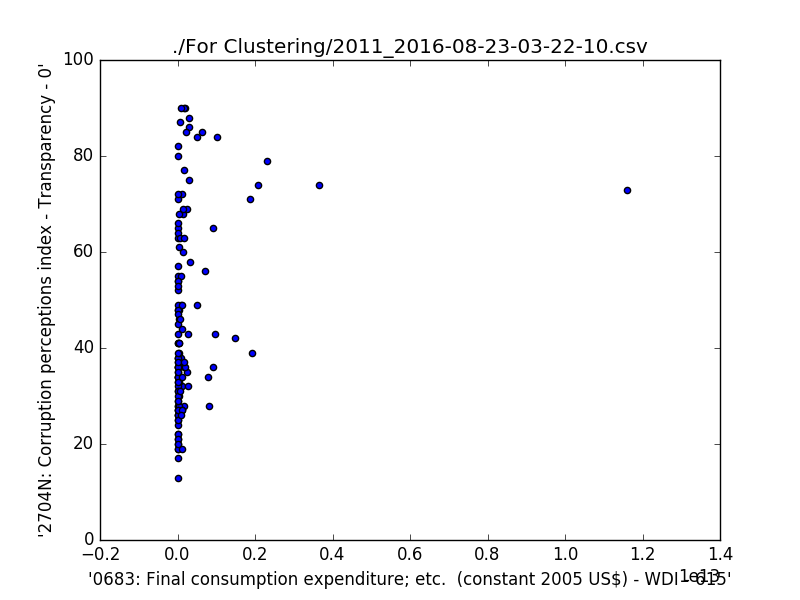 ./For Clustering/2011_2016-08-23-03-22-10.csv
100
80
60
40
20
0
'2704N: Corruption perceptions index - Transparency - 0'
−0.2 0.0 0.2 0.4 0.6 0.8 1.0 1.2 1.4
1e13
'0683: Final consumption expenditure; etc. (constant 2005 US$) - WDI - 615'